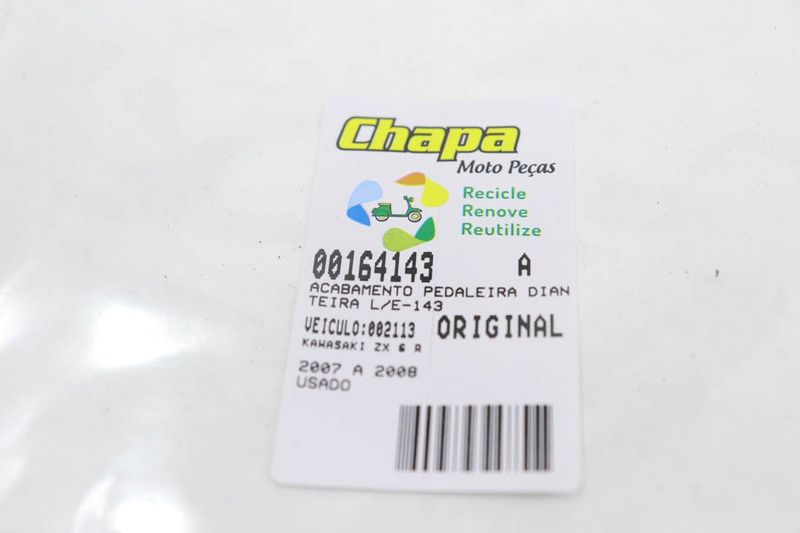 Chapa
Moto Peças
Recicle
Renove
Reutilize
00164143 A
ACABAMENTO PEDALEIRA DIAN
TEIRA L/E-143
VEICULO:002113 ORIGINAL
KAWASAKI ZX 6 R
2007 A 2008
USADO